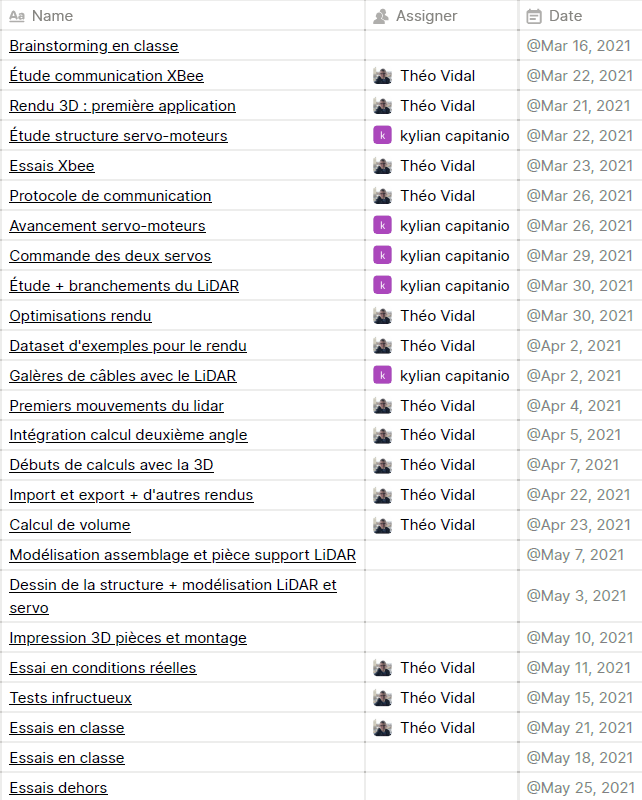 Aa Name Assigner Date
Brainstorming en classe @Mar 16, 2021
Étude communication XBee Théo Vidal @Mar 22, 2021
Rendu 3D : première application Théo Vidal @Mar 21, 2021
Étude structure servo-moteurs k kylian capitanio @Mar 22, 2021
Essais Xbee Théo Vidal @Mar 23, 2021
Protocole de communication Théo Vidal @Mar 26, 2021
Avancement servo-moteurs k kylian capitanio @Mar 26, 2021
Commande des deux servos k kylian capitanio @Mar 29, 2021
Étude + branchements du LiDAR k kylian capitanio @Mar 30, 2021
Optimisations rendu Théo Vidal @Mar 30, 2021
Dataset d'exemples pour le rendu Théo Vidal @Apr 2, 2021
Galères de câbles avec le LiDAR k kylian capitanio @Apr 2, 2021
Premiers mouvements du lidar Théo Vidal @Apr 4, 2021
Intégration calcul deuxième angle Théo Vidal @Apr 5, 2021
Débuts de calculs avec la 3D Théo Vidal @Apr 7, 2021
Import et export + d'autres rendus Théo Vidal @Apr 22, 2021
Calcul de volume Théo Vidal @Apr 23, 2021
Modélisation assemblage et pièce support LiDAR @May 7, 2021
Dessin de la structure + modélisation LiDAR et
servo @May 3, 2021
Impression 3D pièces et montage @May 10, 2021
Essai en conditions réelles Théo Vidal @May 11, 2021
Tests infructueux Théo Vidal @May 15, 2021
Essais en classe Théo Vidal @May 21, 2021
Essais en classe @May 18, 2021
Essais dehors @May 25, 2021